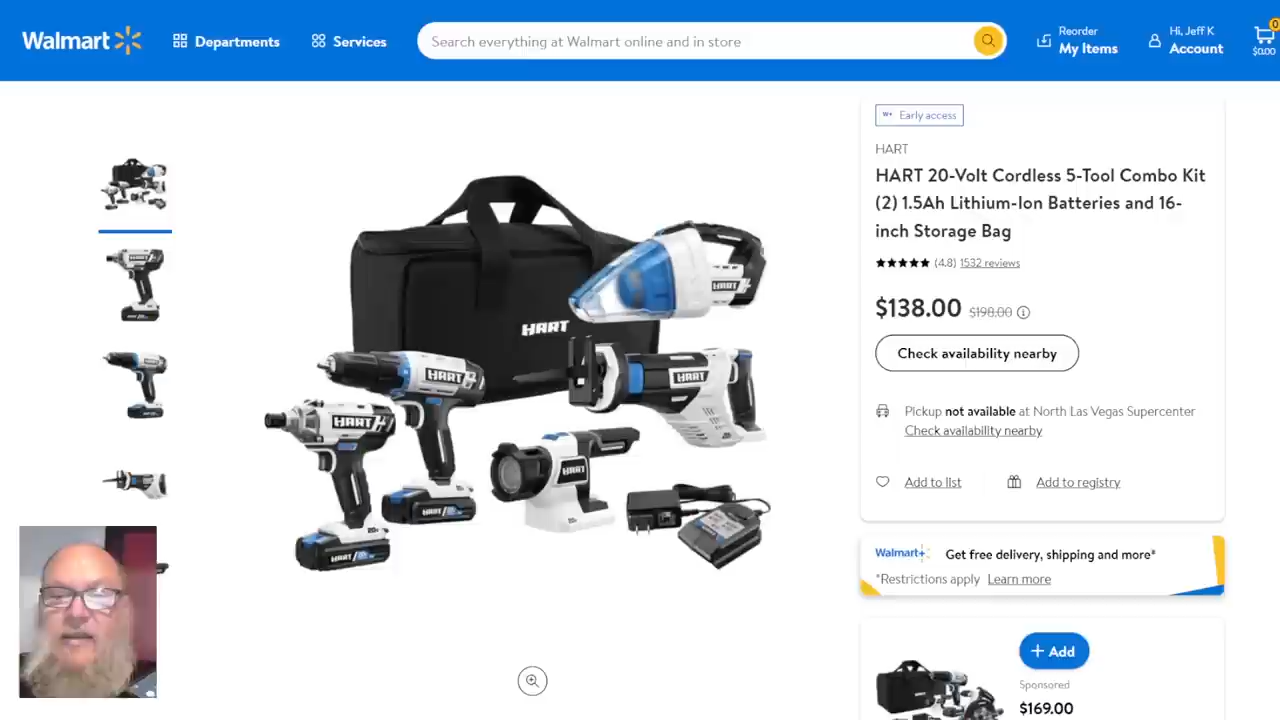 Walmart
Departments
Services
Search everything at Walmart online and in store
Reorder
My Items
Hi, Jeff K
Account
0
$0.00
W+ Early access
HART
HART 20-Volt Cordless 5-Tool Combo Kit
(2) 1.5Ah Lithium-Ion Batteries and 16-
inch Storage Bag
(4.8) 1532 reviews
$138.00 $198.00
Check availability nearby
Pickup not available at North Las Vegas Supercenter
Check availability nearby
Add to list
Add to registry
Walmart+ Get free delivery, shipping and more*
*Restrictions apply Learn more
+ Add
Sponsored
$169.00
HART
HART
HART
HART
HART
HART
HART
HART